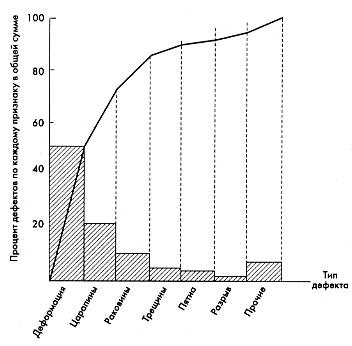 Процент дефектов по каждому признаку в общей сумме
100
80
60
40
20
Деформация
Царапины
Раковины
Трещины
Пятна
Разрыв
Прочие
Тип
дефекта